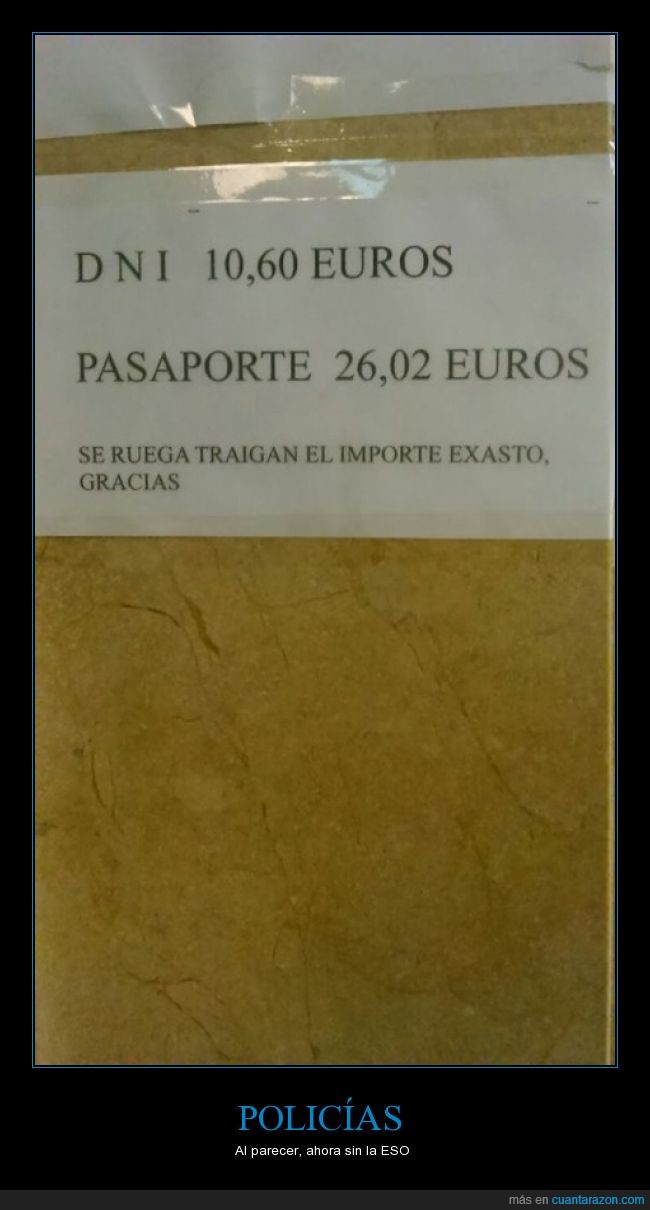 D N I 10,60 EUROS
PASAPORTE 26,02 EUROS
SE RUEGA TRAIGAN EL IMPORTE EXASTO,
GRACIAS
POLICÍAS
Al parecer, ahora sin la ESO
más en cuantarazon.com